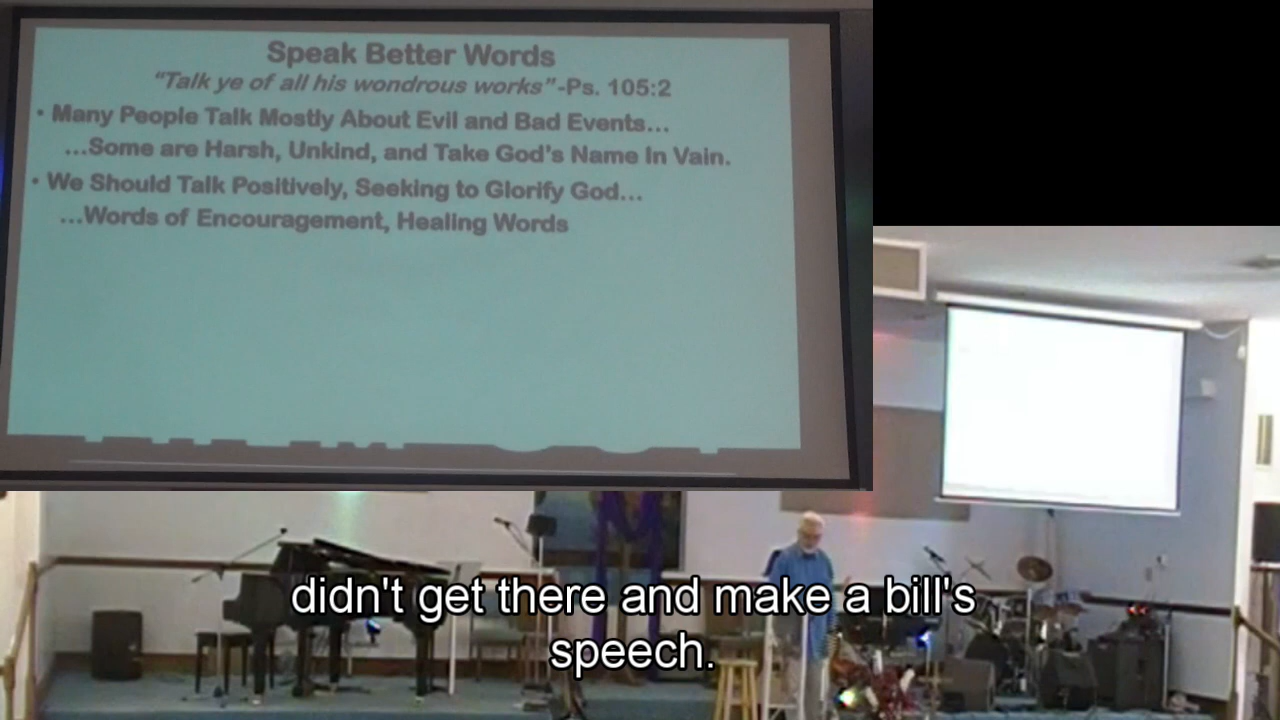 Speak Better Words
"Talk ye of all his wondrous works"-Ps. 105:2
• Many People Talk Mostly About Evil and Bad Events...
...Some are Harsh, Unkind, and Take God's Name In Vain.
• We Should Talk Positively, Seeking to Glorify God...
...Words of Encouragement, Healing Words
didn't get there and make a bill's
speech.